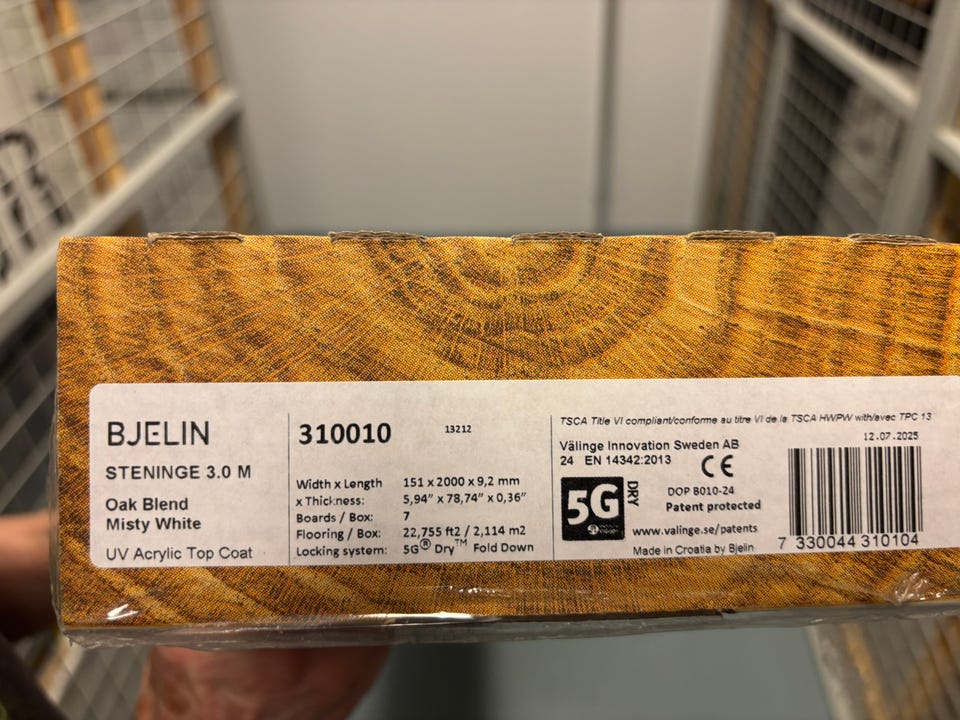 BJELIN
STENINGE 3.0 M
Oak Blend
Misty White
UV Acrylic Top Coat
310010 13212
Width x Length 151 x 2000 x 9,2 mm
x Thickness: 5,94” x 78,74” x 0,36”
Boards / Box: 7
Flooring / Box: 22,755 ft2 / 2,114 m2
Locking system: 5G® Dry™ Fold Down
TSCA Title VI compliant/conforme au titre VI de la TSCA HWPW with/avec TPC 13
Välinge Innovation Sweden AB
24 EN 14342:2013
CE
5G DRY
DOP B010-24
Patent protected
www.valinge.se/patents
Made in Croatia by Bjelin
12.07.2025
7 330044 310104